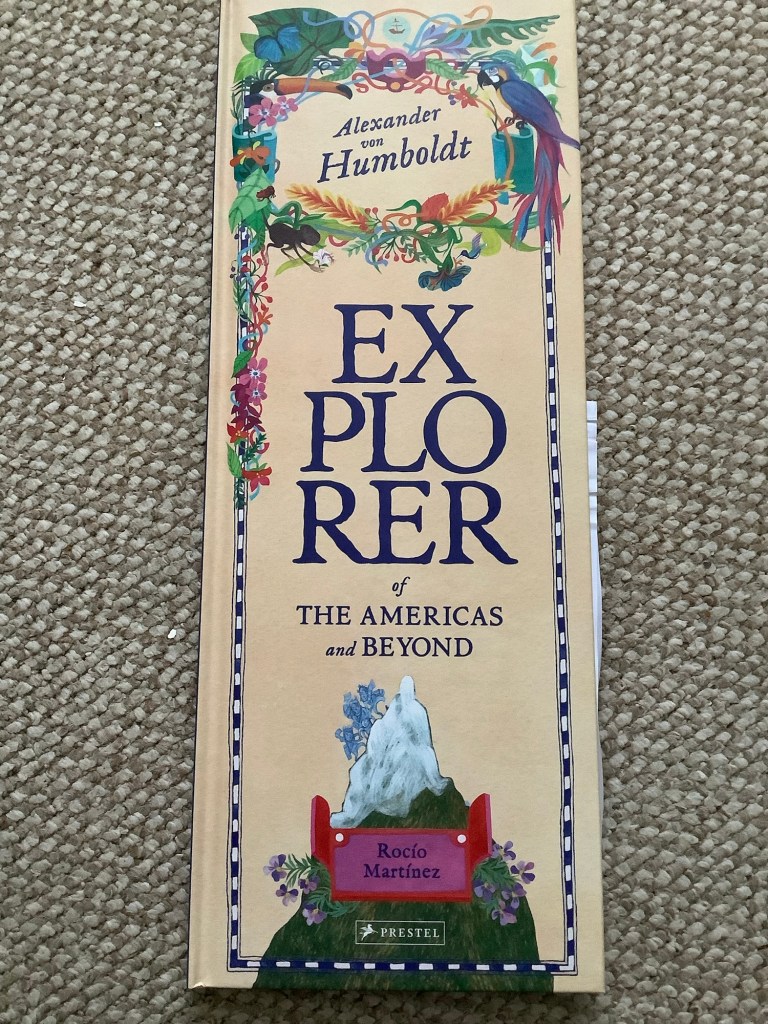 Alexander
von
Humboldt
EX
PLO
RER
of
THE AMERICAS
and BEYOND
Rocío
Martínez
PRESTEL